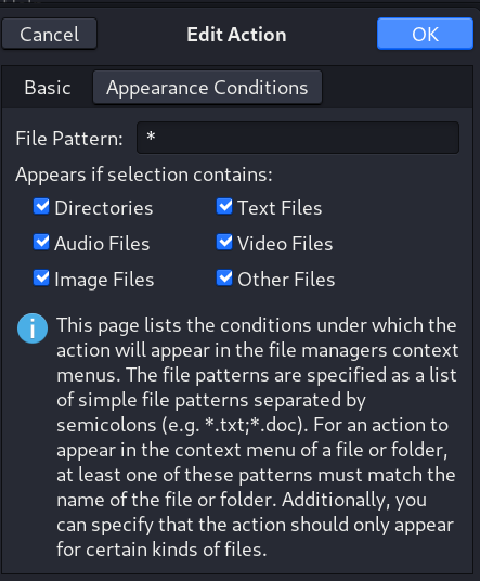 Cancel Edit Action OK
Basic Appearance Conditions
File Pattern: *
Appears if selection contains:
Directories Text Files
Audio Files Video Files
Image Files Other Files
This page lists the conditions under which the
action will appear in the file managers context
menus. The file patterns are specified as a list
of simple file patterns separated by
semicolons (e.g. *.txt;*.doc). For an action to
appear in the context menu of a file or folder,
at least one of these patterns must match the
name of the file or folder. Additionally, you
can specify that the action should only appear
for certain kinds of files.